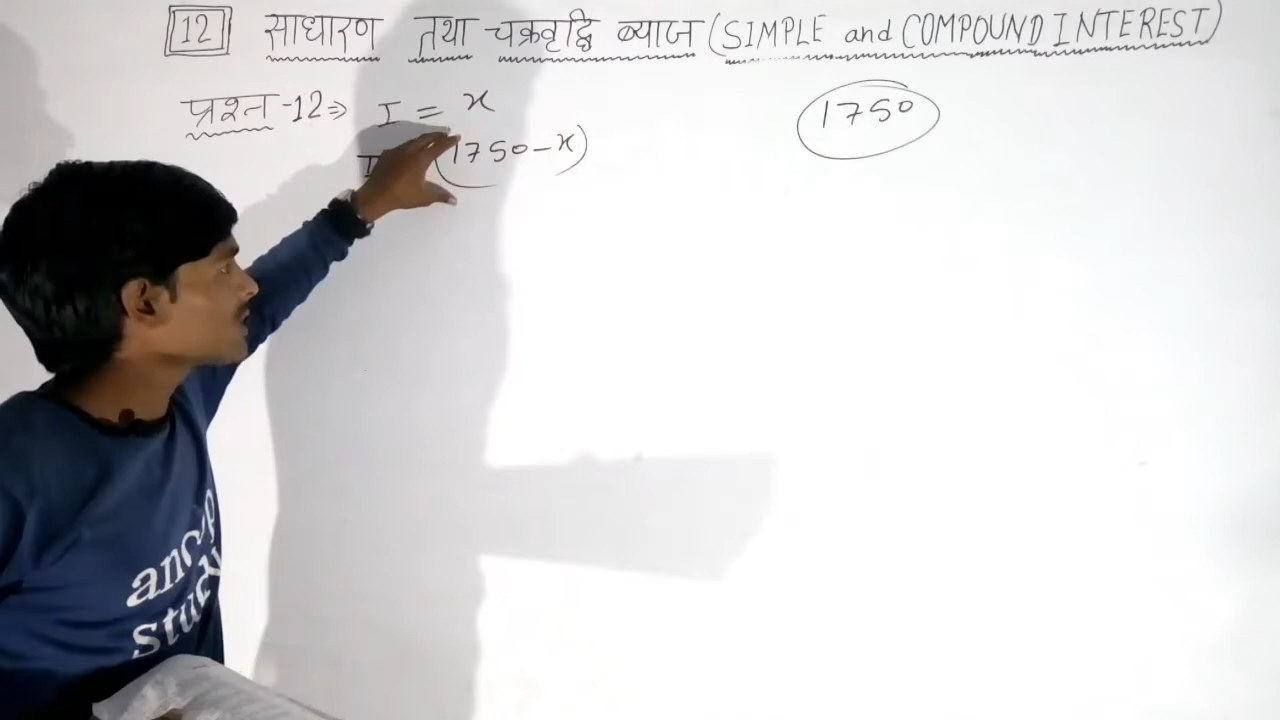 12 साधारण तथा चक्रवृद्धि ब्याज (SIMPLE and COMPOUND INTEREST)
प्रश्न -12 ⇒ I = x
1750
(1750 - x)